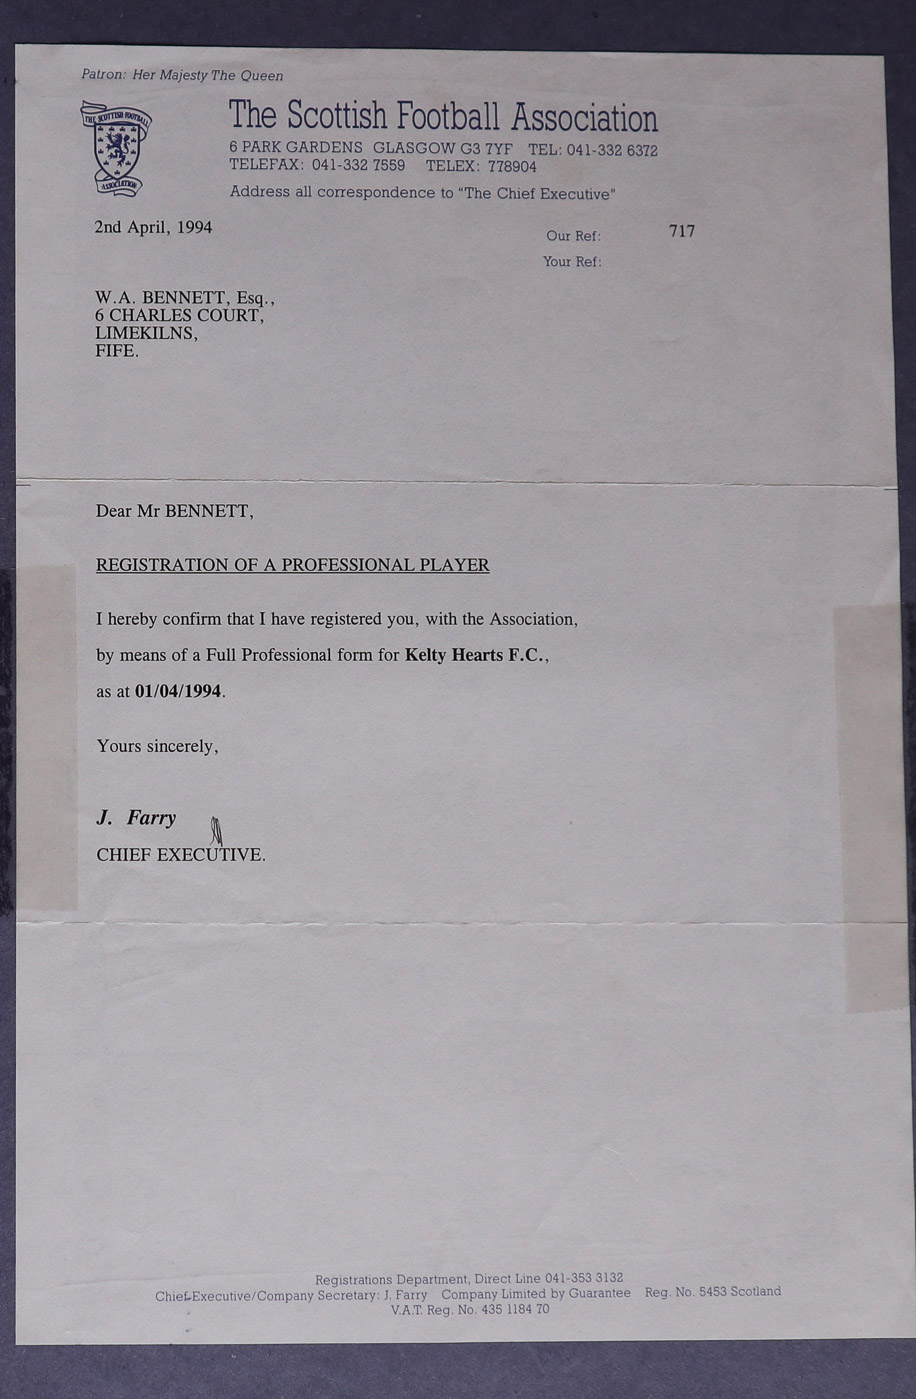 Patron: Her Majesty The Queen
THE SCOTTISH FOOTBALL
ASSOCIATION
The Scottish Football Association
6 PARK GARDENS GLASGOW G3 7YF TEL: 041-332 6372
TELEFAX: 041-332 7559 TELEX: 778904
Address all correspondence to "The Chief Executive"
2nd April, 1994
Our Ref: 717
Your Ref:
W.A. BENNETT, Esq.,
6 CHARLES COURT,
LIMEKILNS,
FIFE.
Dear Mr BENNETT,
REGISTRATION OF A PROFESSIONAL PLAYER
I hereby confirm that I have registered you, with the Association,
by means of a Full Professional form for Kelty Hearts F.C.,
as at 01/04/1994.
Yours sincerely,
J. Farry
CHIEF EXECUTIVE.
Registrations Department, Direct Line 041-353 3132
Chief-Executive/Company Secretary: J. Farry Company Limited by Guarantee Reg. No. 5453 Scotland
V.A.T. Reg. No. 435 1184 70